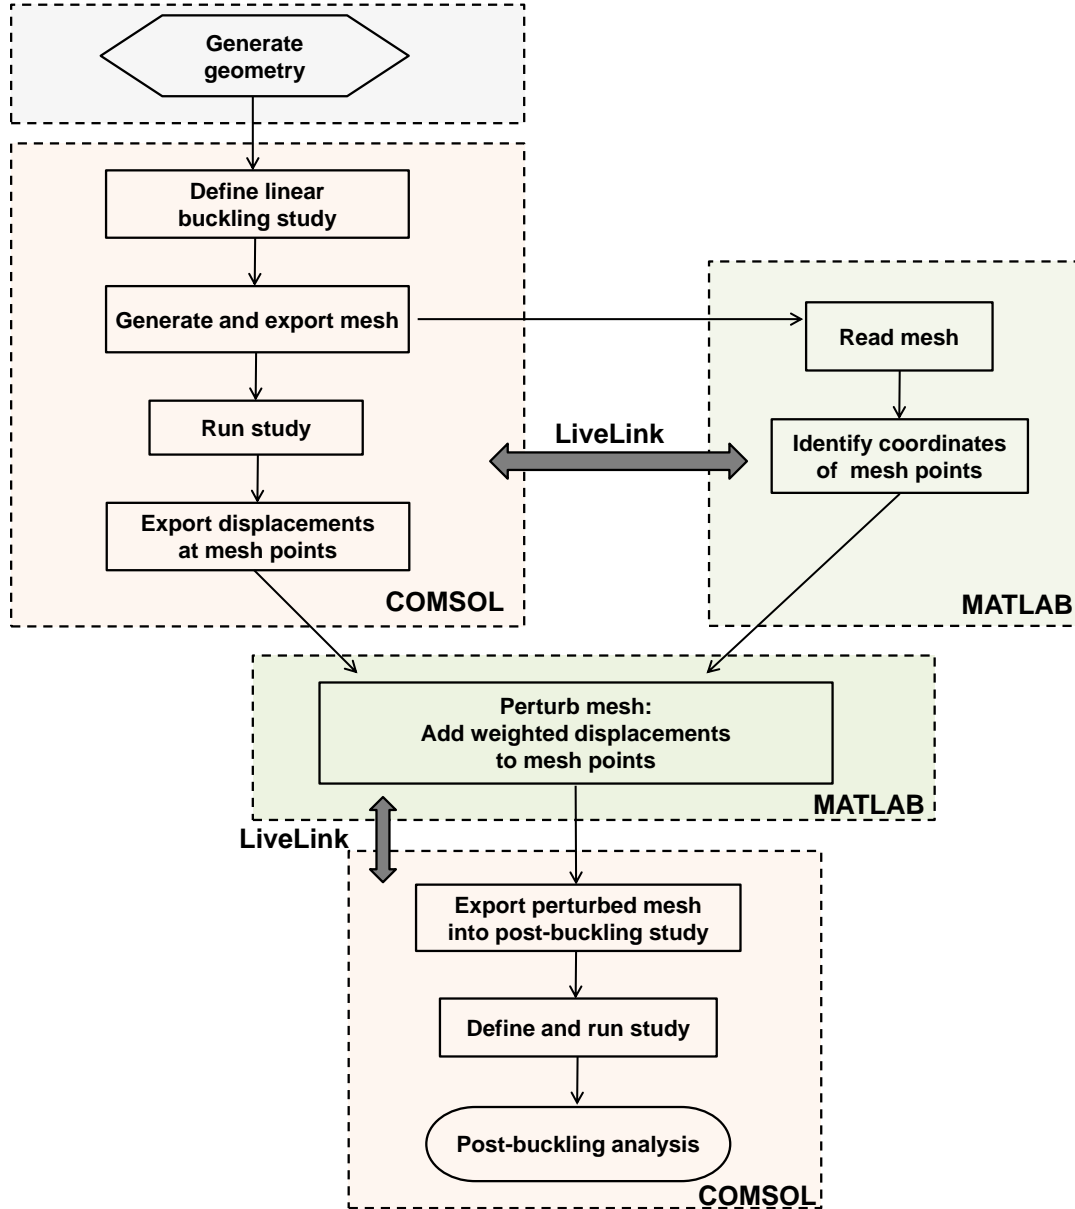 Generate
geometry
Define linear
buckling study
Generate and export mesh
Run study
Export displacements
at mesh points
COMSOL
LiveLink
Read mesh
Identify coordinates
of mesh points
MATLAB
Perturb mesh:
Add weighted displacements
to mesh points
MATLAB
LiveLink
Export perturbed mesh
into post-buckling study
Define and run study
Post-buckling analysis
COMSOL